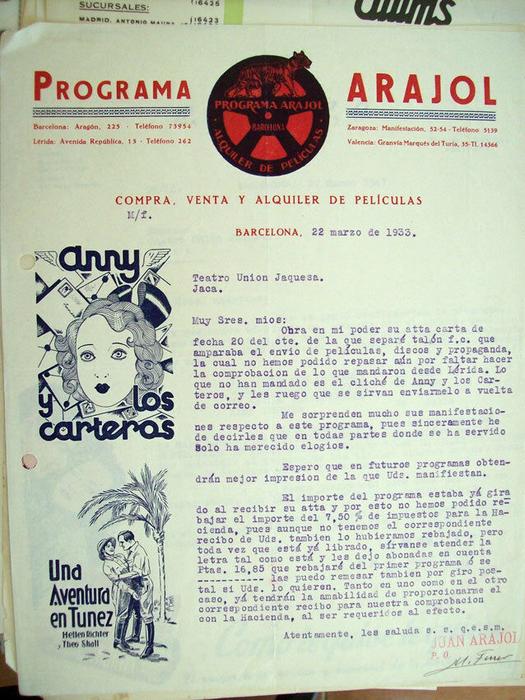 SUCURSALES:
MADRID, ANTONIO MAURA
116425
116423
PROGRAMA ARAJOL
PROGRAMA ARAJOL
BARCELONA
ALQUILER DE PELÍCULAS
Barcelona: Aragón, 225 - Teléfono 73954
Lérida: Avenida República, 13 - Teléfono 262
Zaragoza: Manifestación, 52-54 - Teléfono 5139
Valencia: Granvía Marqués del Turia, 35-Tl. 14366
COMPRA, VENTA Y ALQUILER DE PELÍCULAS
M/f.
BARCELONA, 22 marzo de 1933.
Teatro Union Jaquesa.
Jaca.
Muy Sres. mios:
Obra en mi poder su atta carta de
fecha 20 del cte. de la que separé talón f.c. que
amparaba el envio de películas, discos y propaganda,
la cual no hemos podido repasar aún por faltar hacer
la comprobacion de lo que mandaron desde Lérida. Lo
que no han mandado es el cliché de Anny y los Car-
teros, y les ruego que se sirvan enviarmelo a vuelta
de correo.
Me sorprenden mucho sus manifestacio-
nes respecto a este programa, pues sinceramente he
de decirles que en todas partes donde se ha servido
solo ha merecido elogios.
Espero que en futuros programas obten-
drán mejor impresion de la que Uds. manifiestan.
El importe del programa estaba yá gira
do al recibir su atta y por esto no hemos podido re-
bajar el importe del 7,50 % de impuestos para la Ha-
cienda, pues aunque no tenemos el correspondiente
recibo de Uds. tambien lo hubieramos rebajado, pero
toda vez que está yá librado, sírvanse atender la
letra tal como está y les dejo abonadas en cuenta
Ptas. 16,85 que rebajaré del primer programa ó se
----------- las puedo remesar tambien por giro pos-
tal si Uds. lo quieren. Tanto en uno como en el otro
caso, yá tendrán la amabilidad de proporcionarme el
correspondiente recibo para nuestra comprobacion
con la Hacienda, al ser requeridos al efecto.
Atentamente, les saluda s. s. q.e.s.m.
JUAN ARAJOL
P. O.
anny
y los
carteros
Una
Aventura
en Tunez
Hellen Richter
y Theo Sholl